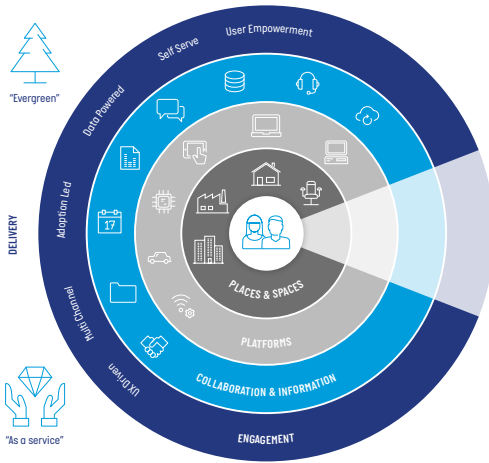 User Empowerment
Self Serve
Data Powered
Adoption Led
Multi Channel
UX Driven
"Evergreen"
DELIVERY
"As a service"
17
PLACES & SPACES
PLATFORMS
COLLABORATION & INFORMATION
ENGAGEMENT